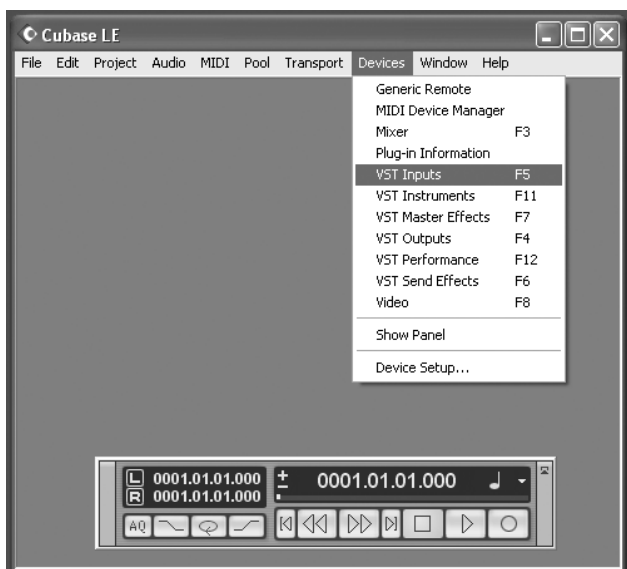 Cubase LE
File Edit Project Audio MIDI Pool Transport Devices Window Help
Generic Remote
MIDI Device Manager
Mixer F3
Plug-in Information
VST Inputs F5
VST Instruments F11
VST Master Effects F7
VST Outputs F4
VST Performance F12
VST Send Effects F6
Video F8
Show Panel
Device Setup...
L 0001.01.01.000
R 0001.01.01.000
0001.01.01.000
AQ